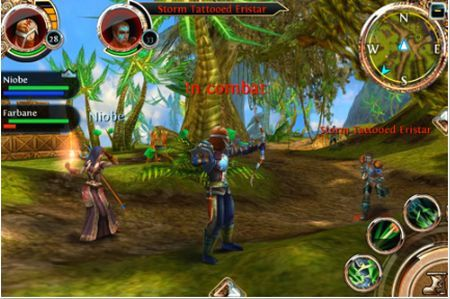 Storm Tattooed Eristar
28
33
N
W
E
S
Niobe
Farbane
Niobe
In combat
Storm Tattooed Eristar